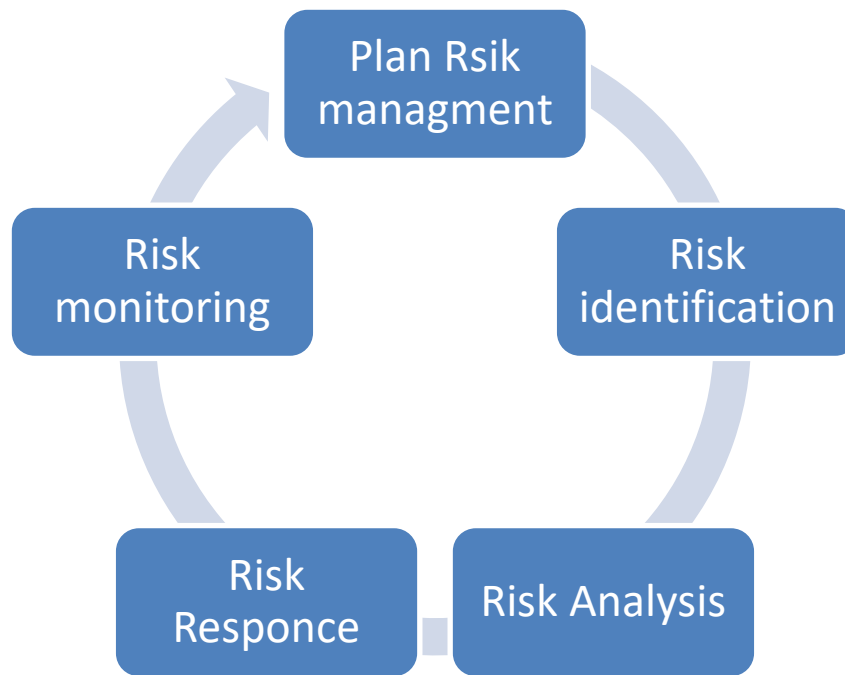 Plan Rsik
managment
Risk
identification
Risk Analysis
Risk
Responce
Risk
monitoring